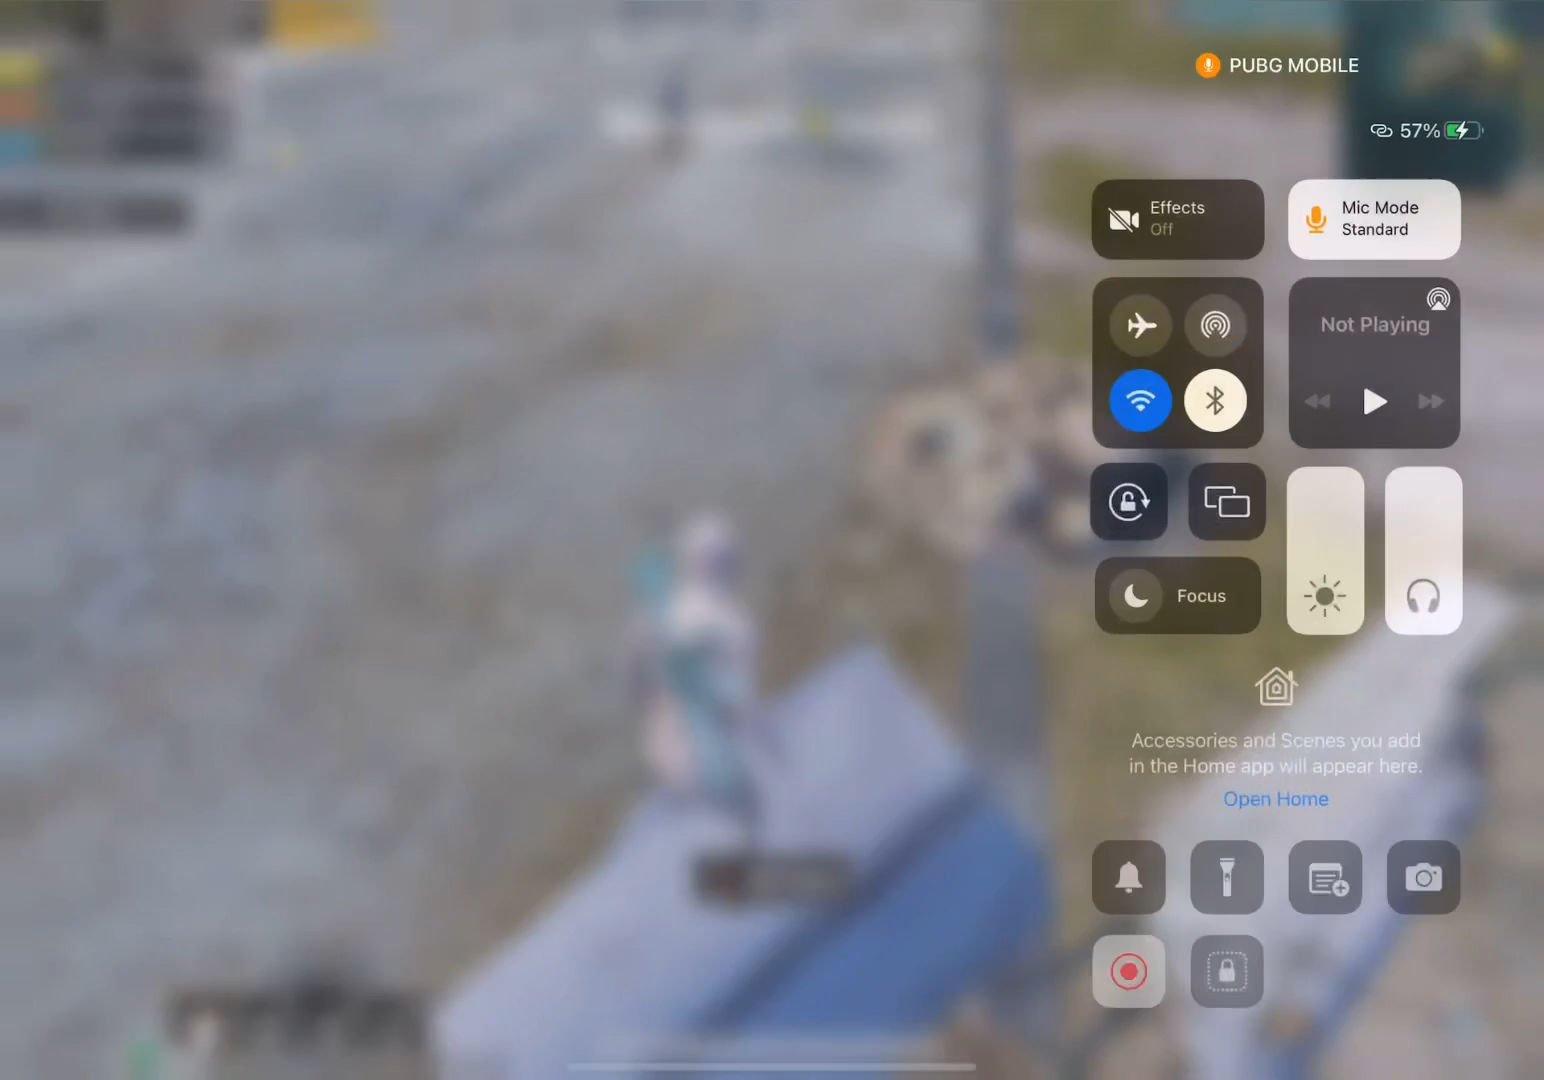 PUBG MOBILE
57%
Effects
Off
Mic Mode
Standard
Not Playing
Focus
Accessories and Scenes you add
in the Home app will appear here.
Open Home